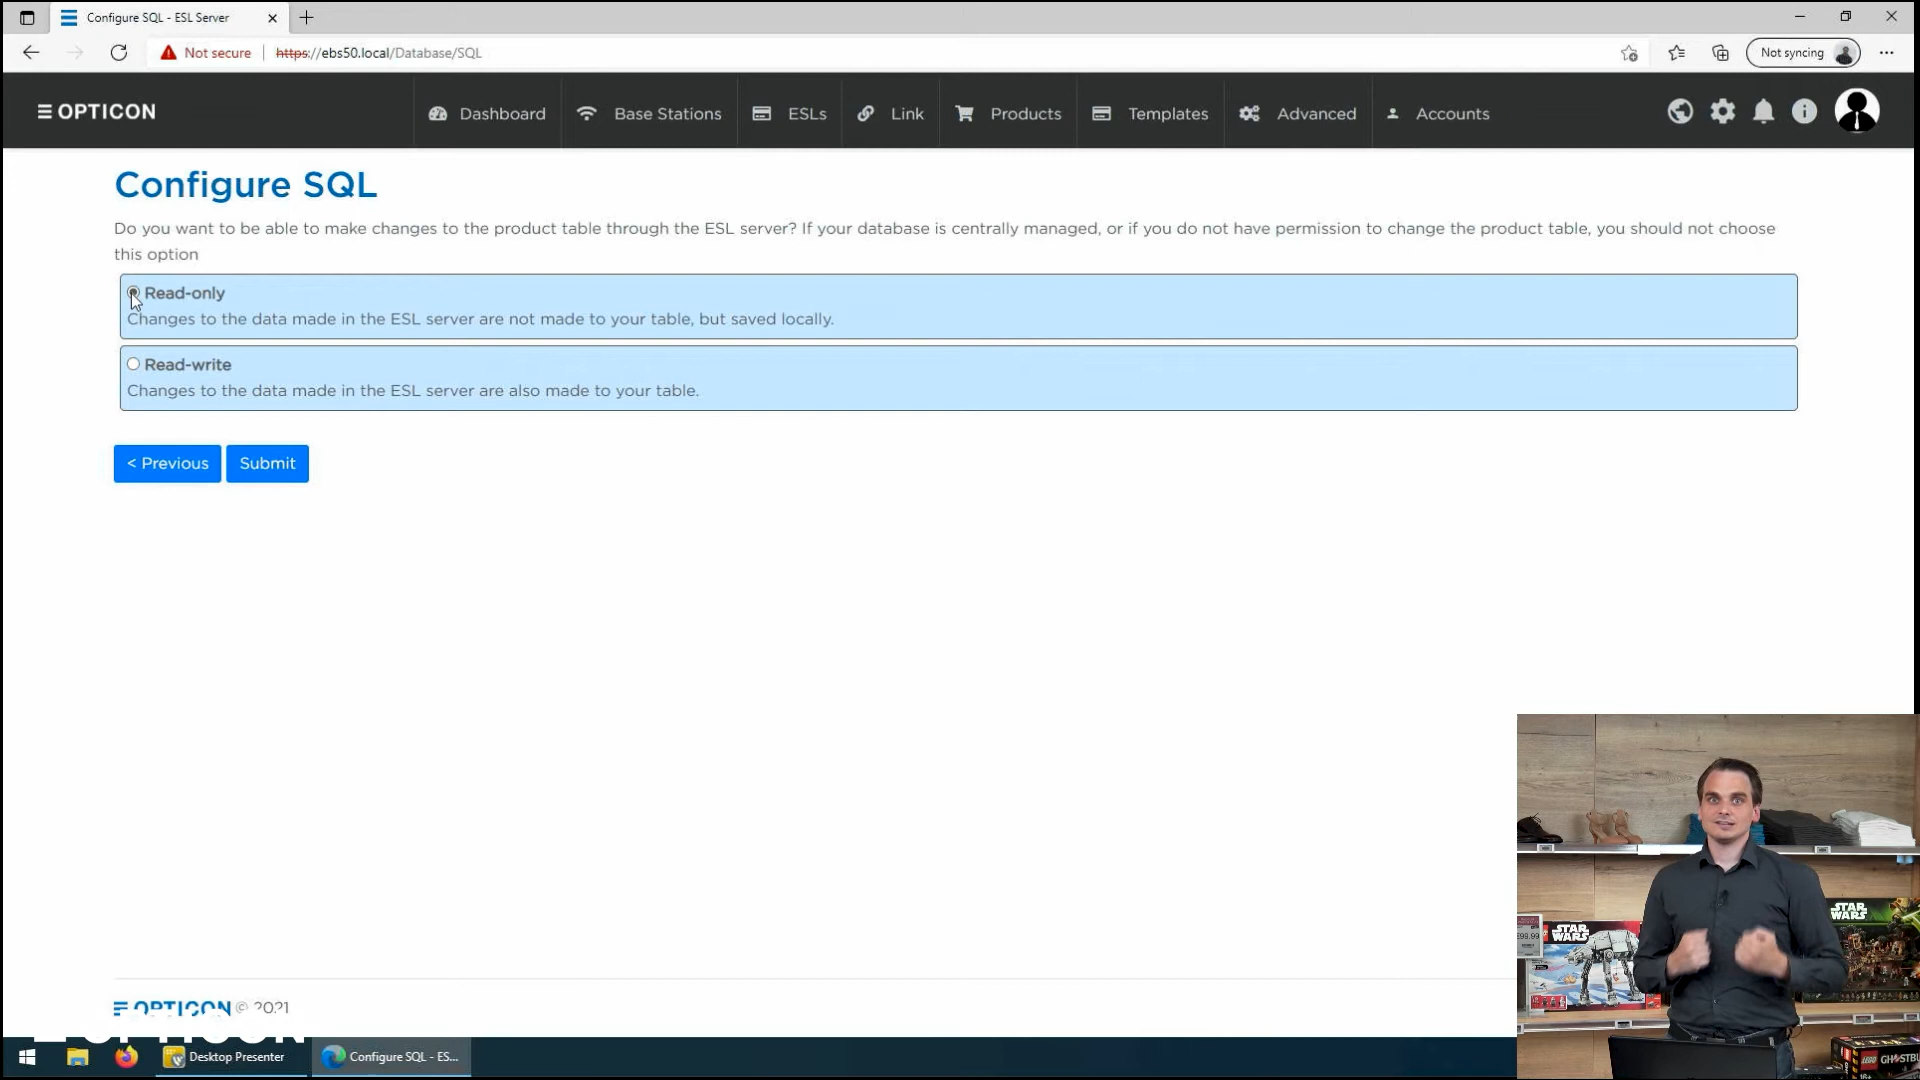 Configure SQL - ESL Server
Not secure
https://ebs50.local/Database/SQL
Not syncing
OPTICON
Dashboard
Base Stations
ESLs
Link
Products
Templates
Advanced
Accounts
Configure SQL
Do you want to be able to make changes to the product table through the ESL server? If your database is centrally managed, or if you do not have permission to change the product table, you should not choose
this option
Read-only
Changes to the data made in the ESL server are not made to your table, but saved locally.
Read-write
Changes to the data made in the ESL server are also made to your table.
< Previous
Submit
STAR
WARS
STAR
WARS
OPTICON © 2021
OPTICON
Desktop Presenter
Configure SQL - ES...
LEGO
16+